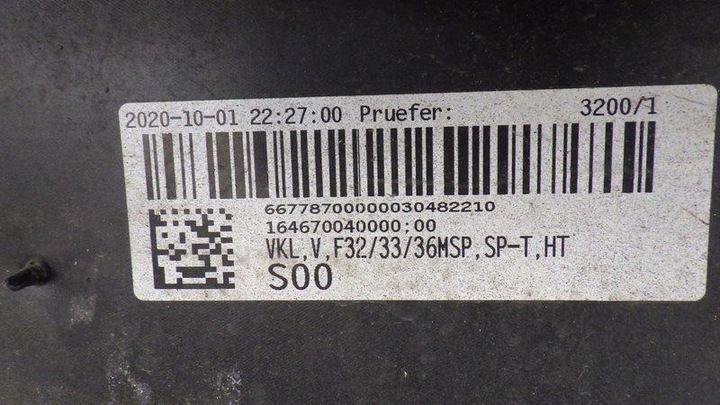 2020-10-01 22:27:00 Pruefer: 3200/1
66778700000030482210
164670040000;00
VKL,V,F32/33/36MSP,SP-T,HT
S00